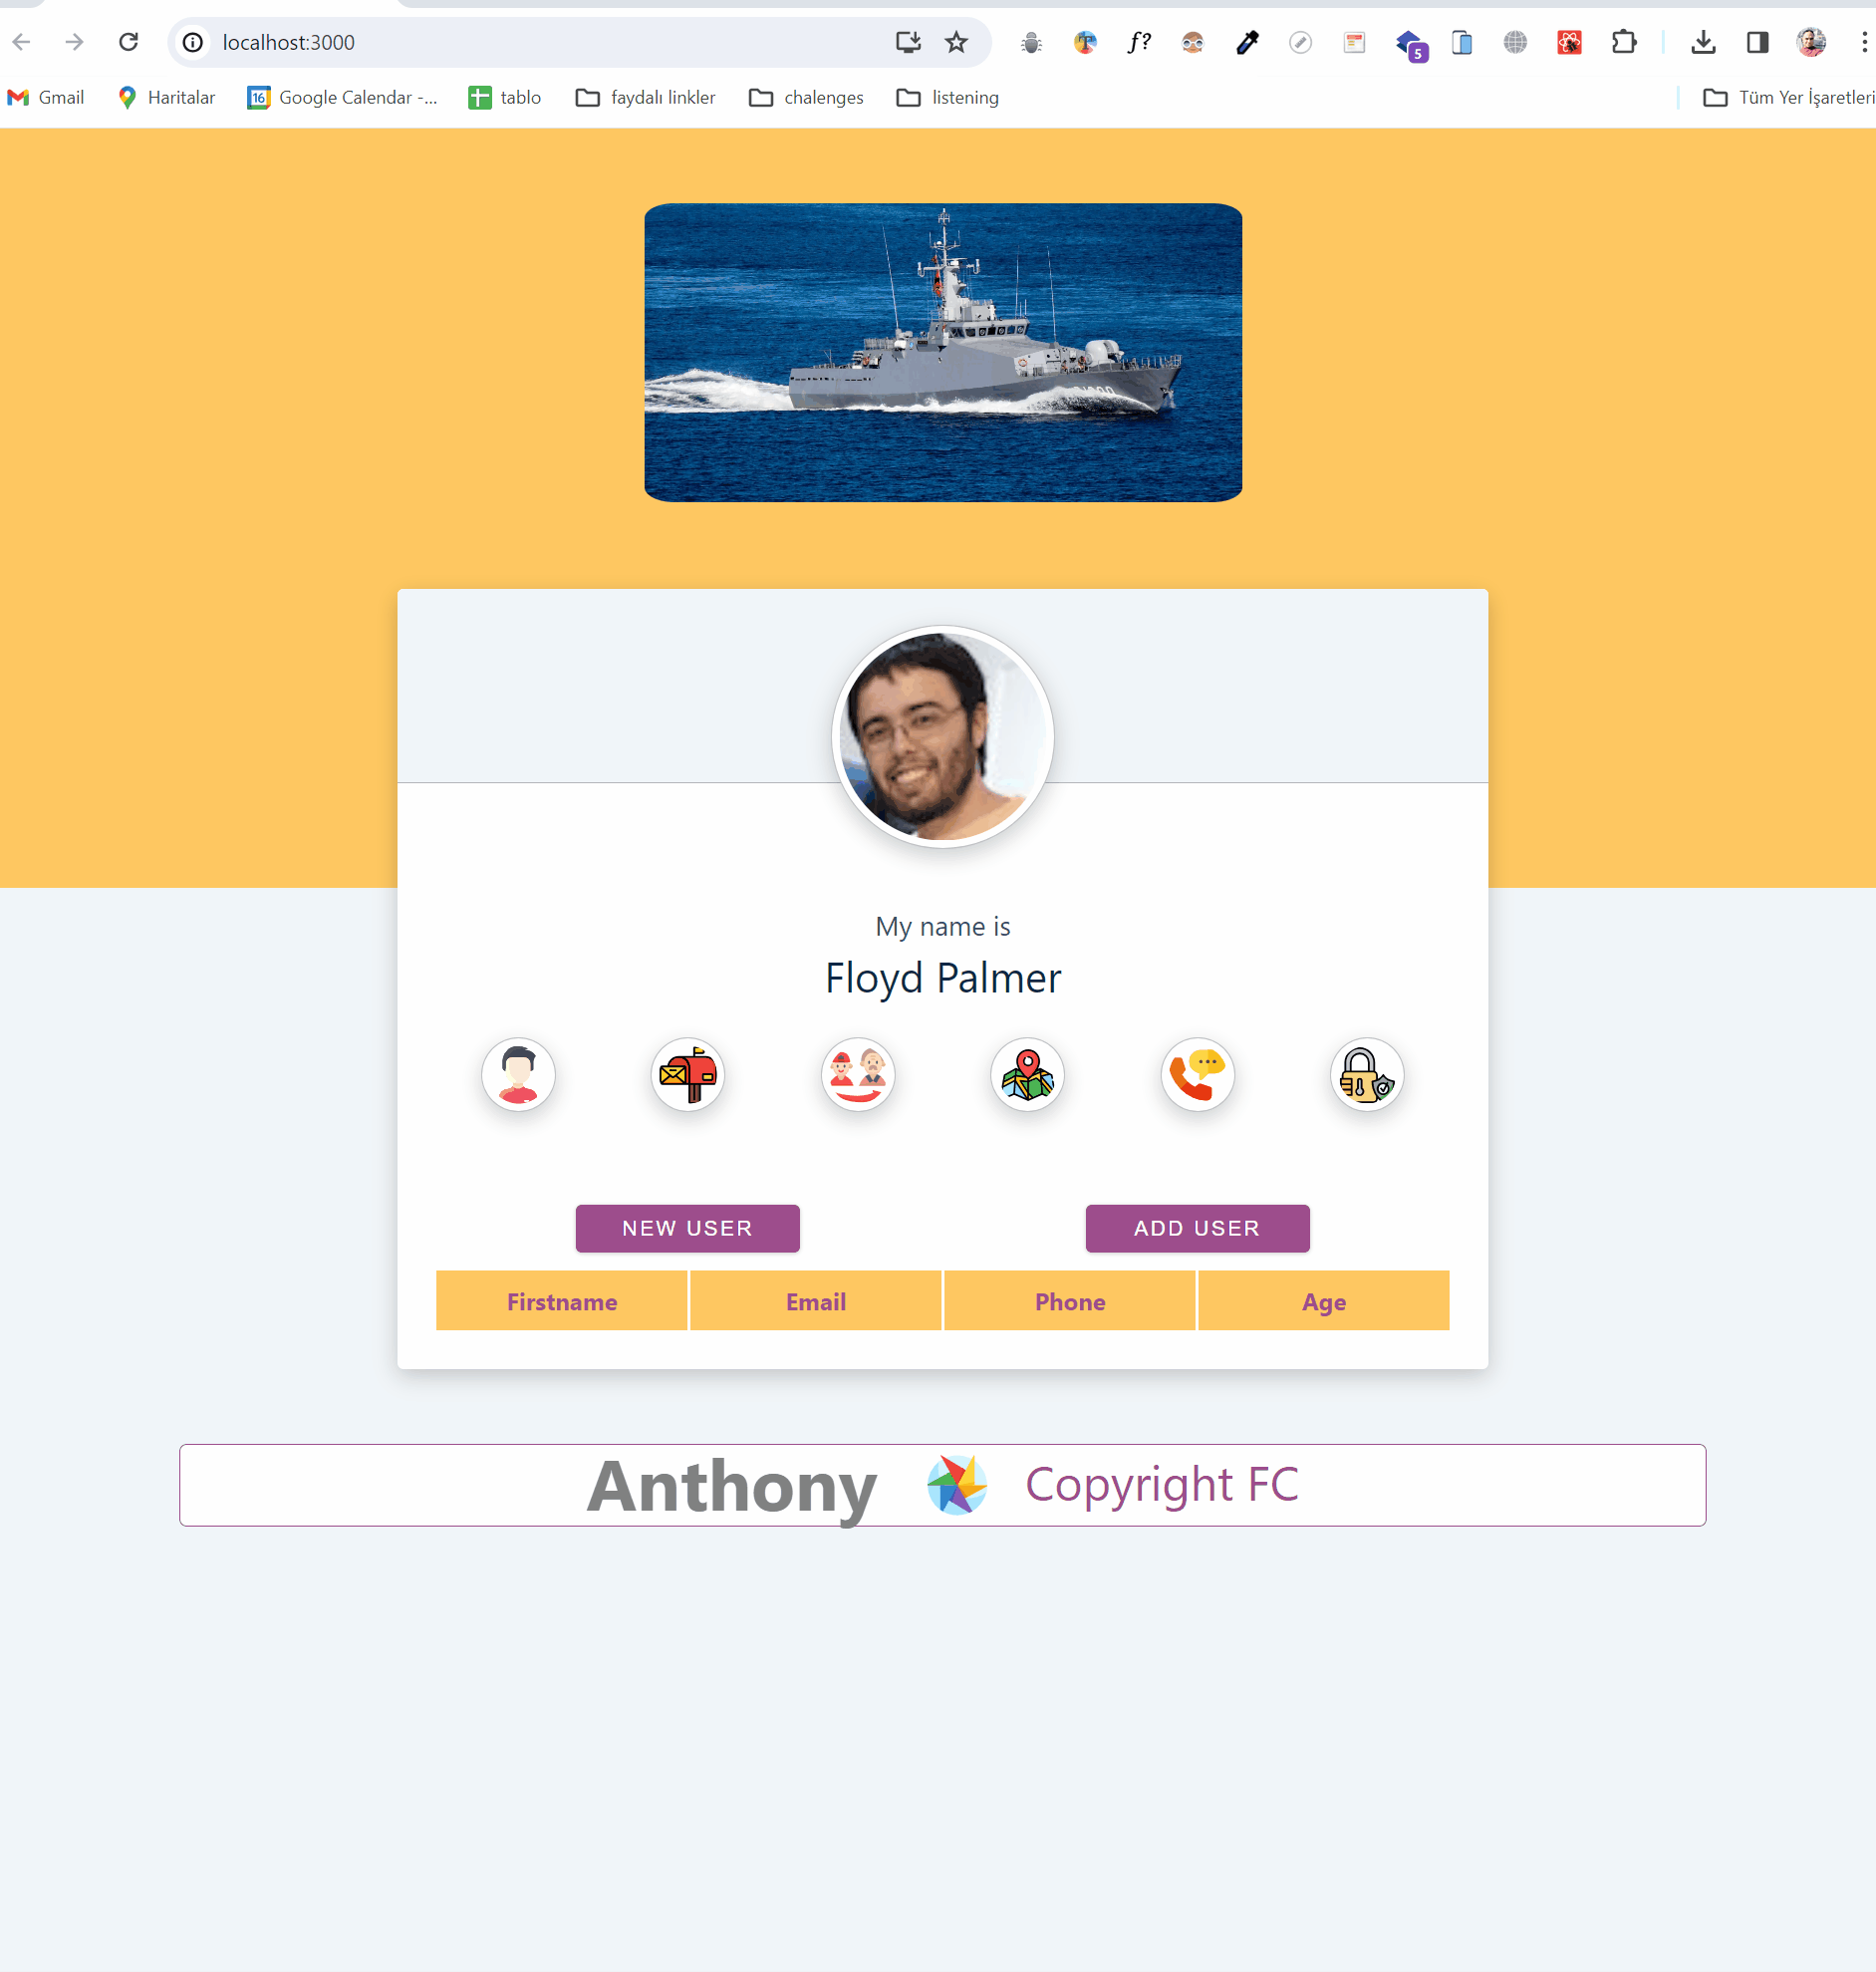 localhost:3000
5
Gmail
Haritalar
16
Google Calendar -...
tablo
faydalı linkler
chalenges
listening
Tüm Yer İşaretleri
My name is
Floyd Palmer
NEW USER
ADD USER
Firstname
Email
Phone
Age
Anthony
Copyright FC